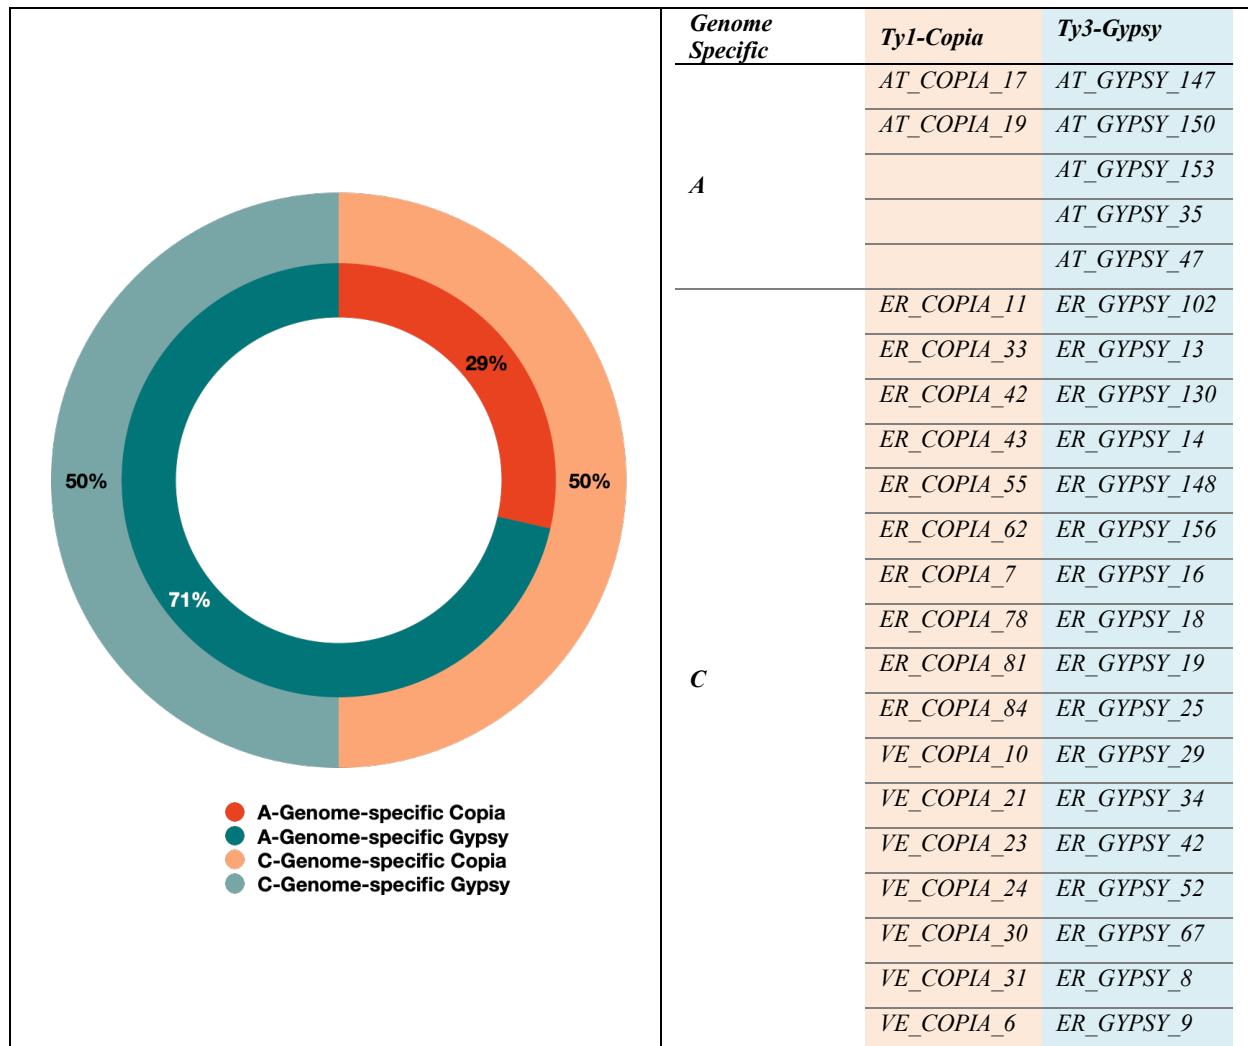 29%
50%
50%
71%
A-Genome-specific Copia
A-Genome-specific Gypsy
C-Genome-specific Copia
C-Genome-specific Gypsy
Genome
Specific
Ty1-Copia Ty3-Gypsy
A
AT_COPIA_17 AT_GYPSY_147
AT_COPIA_19 AT_GYPSY_150
AT_GYPSY_153
AT_GYPSY_35
AT_GYPSY_47
C
ER_COPIA_11 ER_GYPSY_102
ER_COPIA_33 ER_GYPSY_13
ER_COPIA_42 ER_GYPSY_130
ER_COPIA_43 ER_GYPSY_14
ER_COPIA_55 ER_GYPSY_148
ER_COPIA_62 ER_GYPSY_156
ER_COPIA_7 ER_GYPSY_16
ER_COPIA_78 ER_GYPSY_18
ER_COPIA_81 ER_GYPSY_19
ER_COPIA_84 ER_GYPSY_25
VE_COPIA_10 ER_GYPSY_29
VE_COPIA_21 ER_GYPSY_34
VE_COPIA_23 ER_GYPSY_42
VE_COPIA_24 ER_GYPSY_52
VE_COPIA_30 ER_GYPSY_67
VE_COPIA_31 ER_GYPSY_8
VE_COPIA_6 ER_GYPSY_9